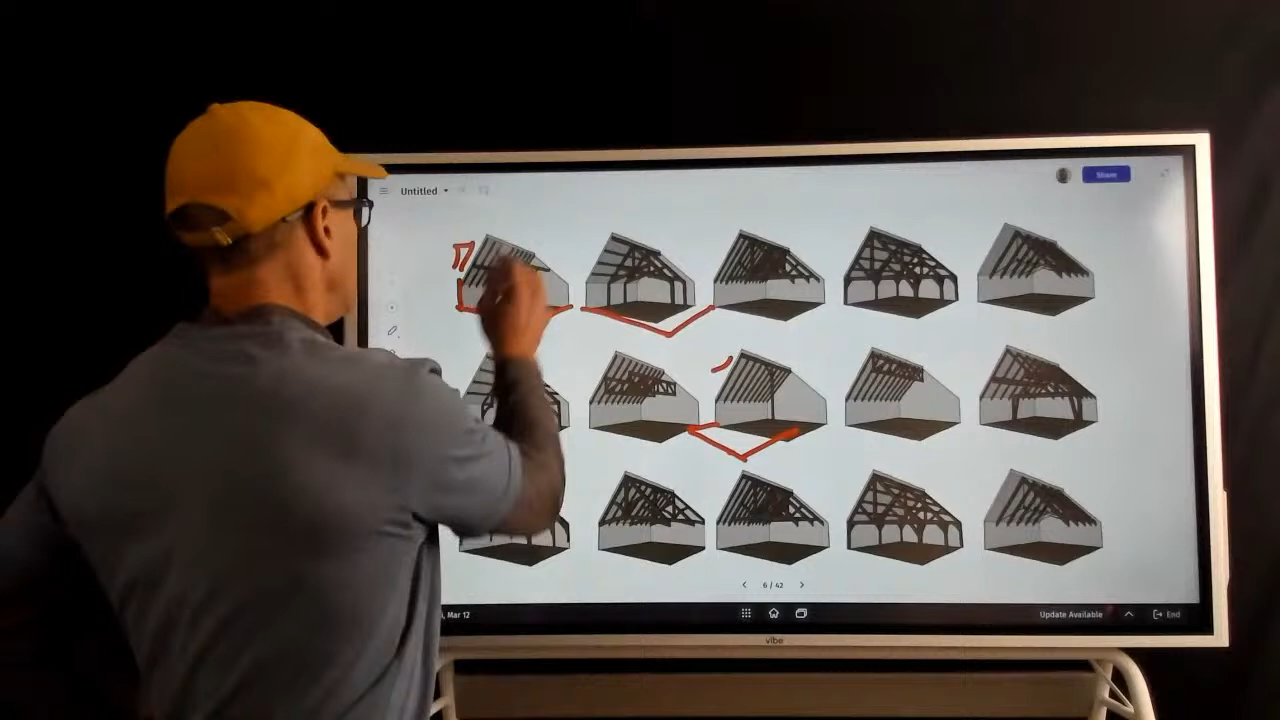 Untitled
Share
6 / 42
Mar 12
Update Available
End
vibe